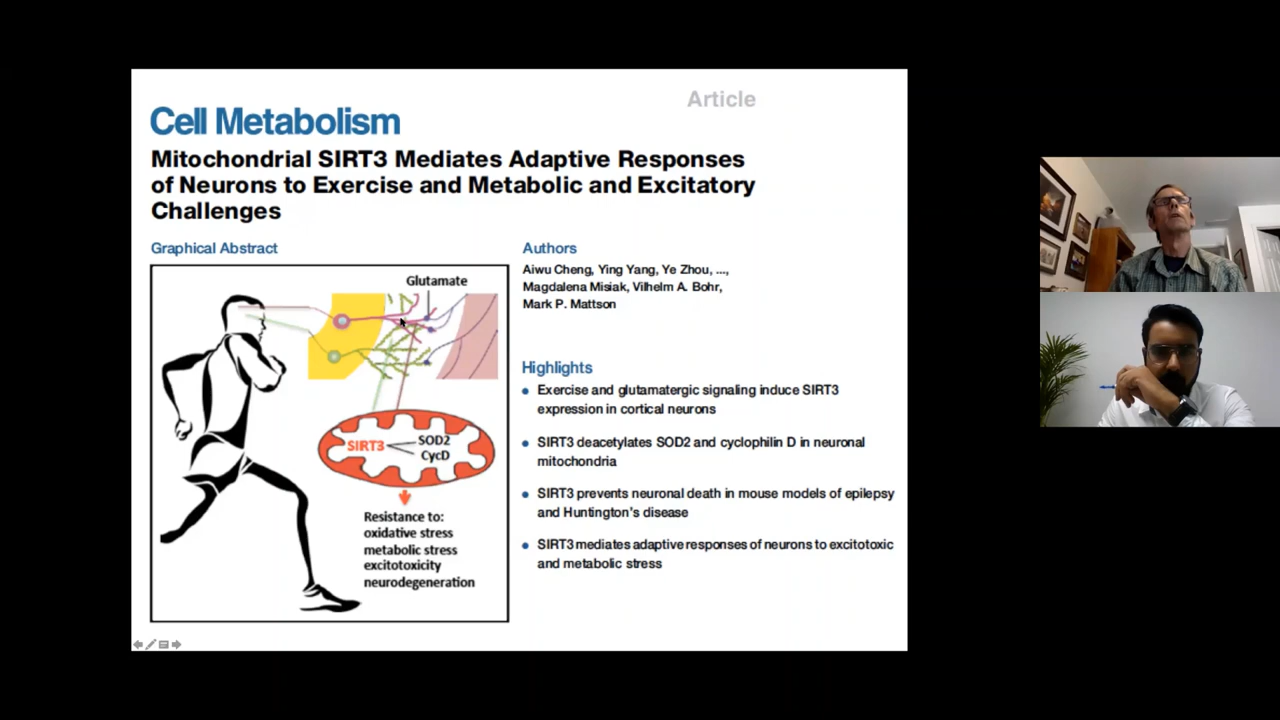 Article
Cell Metabolism
Mitochondrial SIRT3 Mediates Adaptive Responses
of Neurons to Exercise and Metabolic and Excitatory
Challenges
Graphical Abstract
Glutamate
SIRT3
SOD2
CycD
Resistance to:
oxidative stress
metabolic stress
excitotoxicity
neurodegeneration
Authors
Aiwu Cheng, Ying Yang, Ye Zhou, ...,
Magdalena Misiak, Vilhelm A. Bohr,
Mark P. Mattson
Highlights
Exercise and glutamatergic signaling induce SIRT3
expression in cortical neurons
SIRT3 deacetylates SOD2 and cyclophilin D in neuronal
mitochondria
SIRT3 prevents neuronal death in mouse models of epilepsy
and Huntington's disease
SIRT3 mediates adaptive responses of neurons to excitotoxic
and metabolic stress